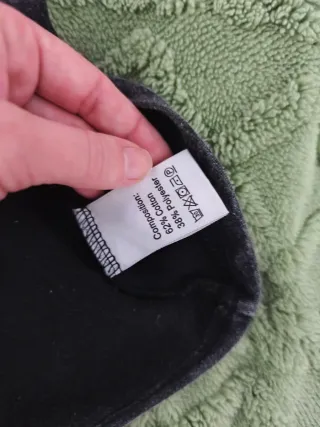 Composition:
62% Cotton
38% Polyester
P